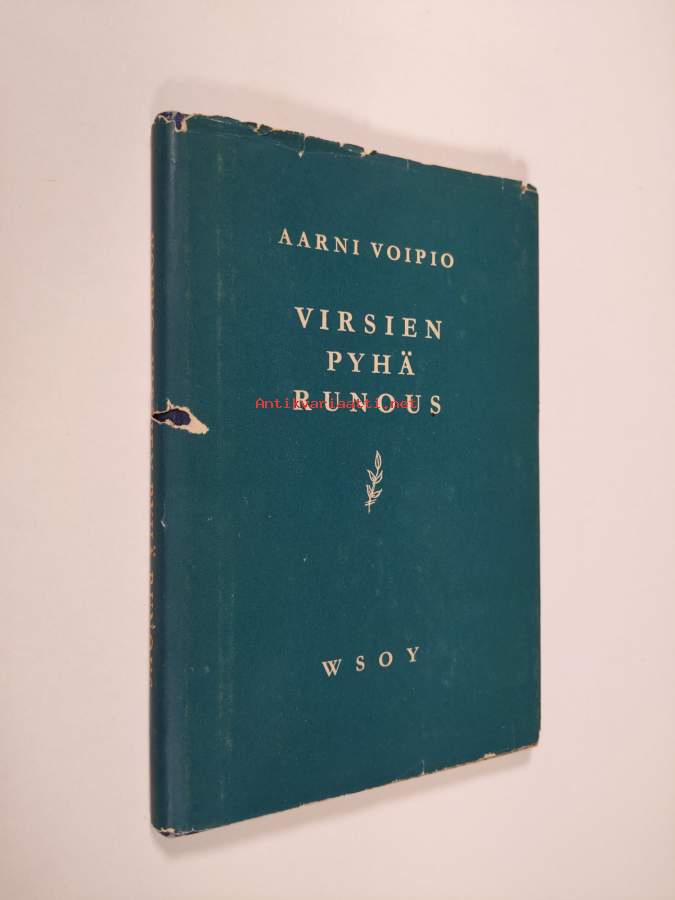 AARNI VOIPIO
VIRSIEN
PYHÄ
RUNOUS
Antikvariaatti.net
WSOY